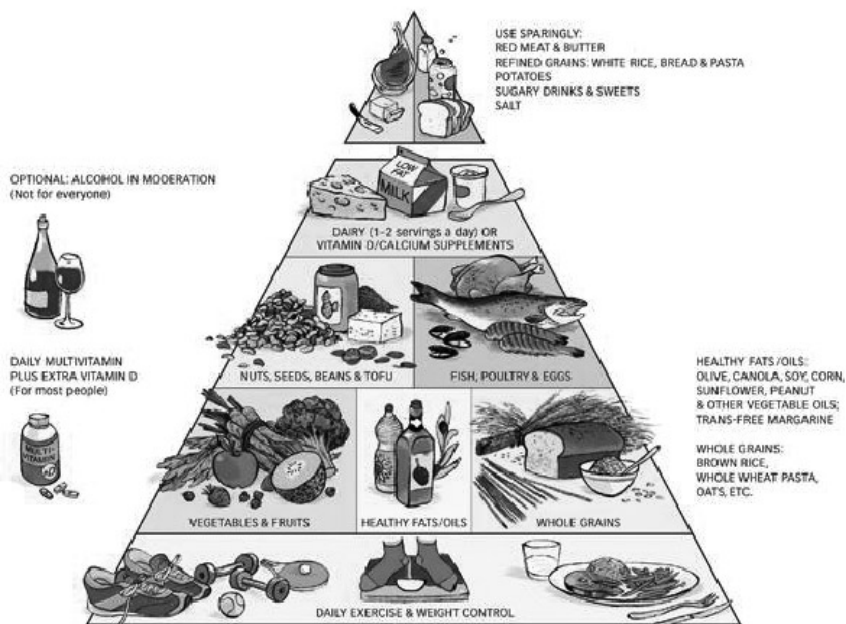 USE SPARINGLY:
RED MEAT & BUTTER
REFINED GRAINS: WHITE RICE, BREAD & PASTA
POTATOES
SUGARY DRINKS & SWEETS
SALT
OPTIONAL: ALCOHOL IN MODERATION
(Not for everyone)
LOW
FAT
MILK
DAIRY (1–2 servings a day) OR
VITAMIN D/CALCIUM SUPPLEMENTS
DAILY MULTIVITAMIN
PLUS EXTRA VITAMIN D
(For most people)
MULTI-
VITAMIN
NUTS, SEEDS, BEANS & TOFU
FISH, POULTRY & EGGS
HEALTHY FATS/OILS:
OLIVE, CANOLA, SOY, CORN,
SUNFLOWER, PEANUT
& OTHER VEGETABLE OILS;
TRANS-FREE MARGARINE
WHOLE GRAINS:
BROWN RICE,
WHOLE WHEAT PASTA,
OATS, ETC.
VEGETABLES & FRUITS
HEALTHY FATS/OILS
WHOLE GRAINS
DAILY EXERCISE & WEIGHT CONTROL